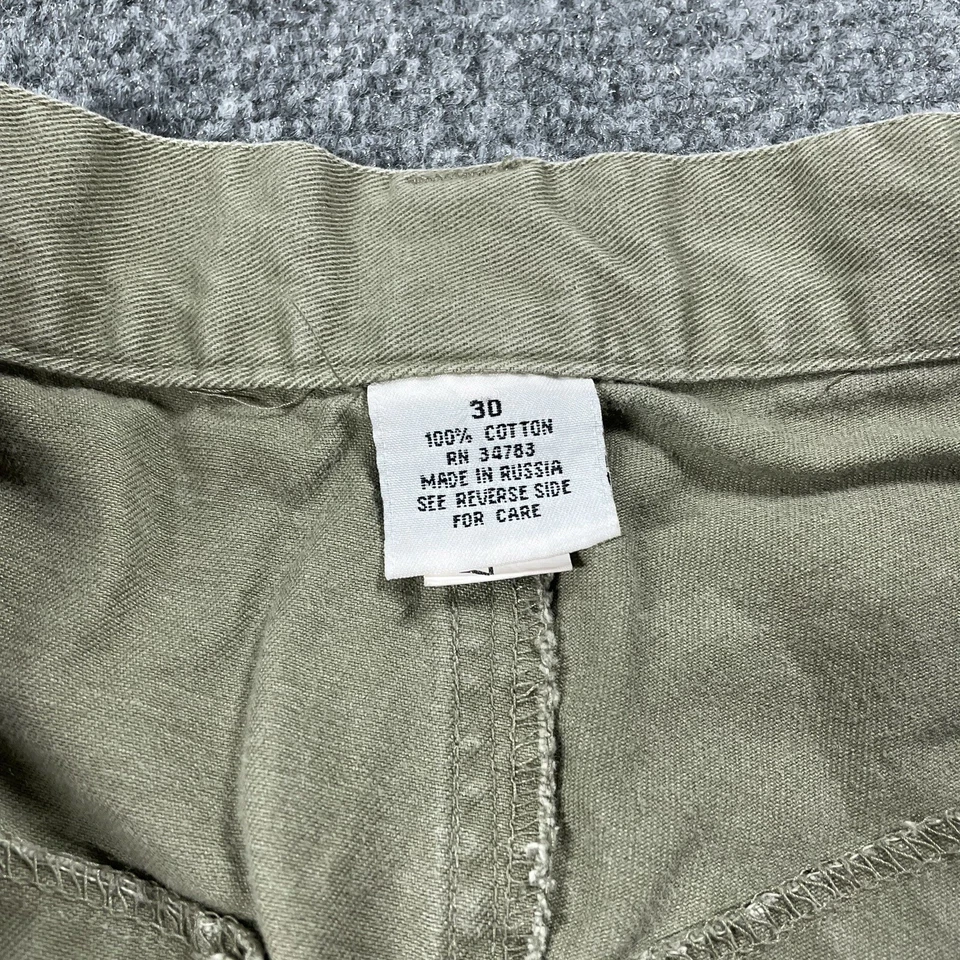 30
100% COTTON
RN 34783
MADE IN RUSSIA
SEE REVERSE SIDE
FOR CARE